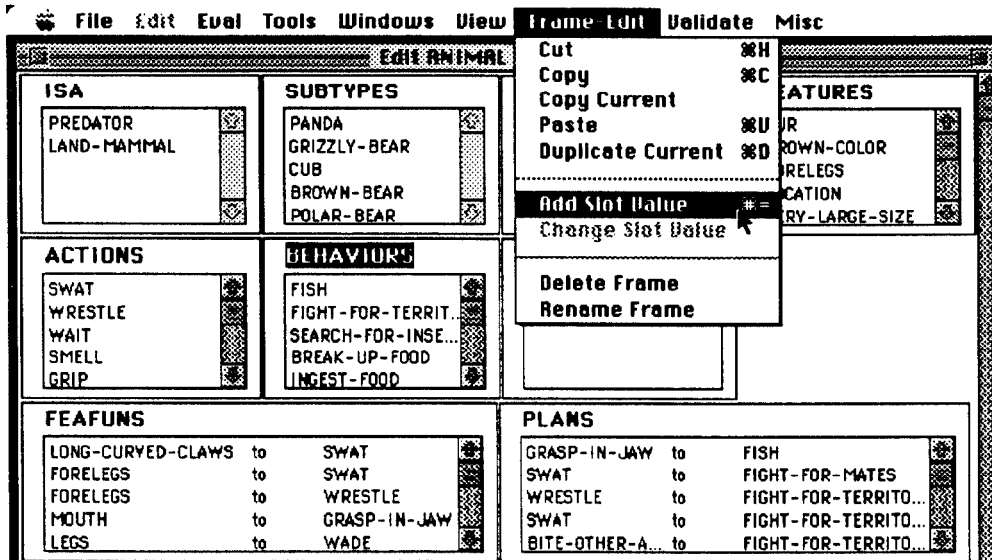 File Edit Eval Tools Windows View Frame-Edit Validate Misc
Edit ANIMAL
Cut ⌘H
Copy ⌘C
Copy Current
Paste ⌘U
Duplicate Current ⌘D
Add Slot Value =
Change Slot Value
Delete Frame
Rename Frame
ISA
PREDATOR
LAND-MAMMAL
SUBTYPES
PANDA
GRIZZLY-BEAR
CUB
BROWN-BEAR
POLAR-BEAR
EATURES
UR
ROWN-COLOR
RELEGS
CATION
ERY-LARGE-SIZE
ACTIONS
SWAT
WRESTLE
WAIT
SMELL
GRIP
BEHAVIORS
FISH
FIGHT-FOR-TERRIT...
SEARCH-FOR-INSE...
BREAK-UP-FOOD
INGEST-FOOD
FEAFUNS
LONG-CURVED-CLAWS to SWAT
FORELEGS to SWAT
FORELEGS to WRESTLE
MOUTH to GRASP-IN-JAW
LEGS to WADE
PLANS
GRASP-IN-JAW to FISH
SWAT to FIGHT-FOR-MATES
WRESTLE to FIGHT-FOR-TERRITO...
SWAT to FIGHT-FOR-TERRITO...
BITE-OTHER-A... to FIGHT-FOR-TERRITO...